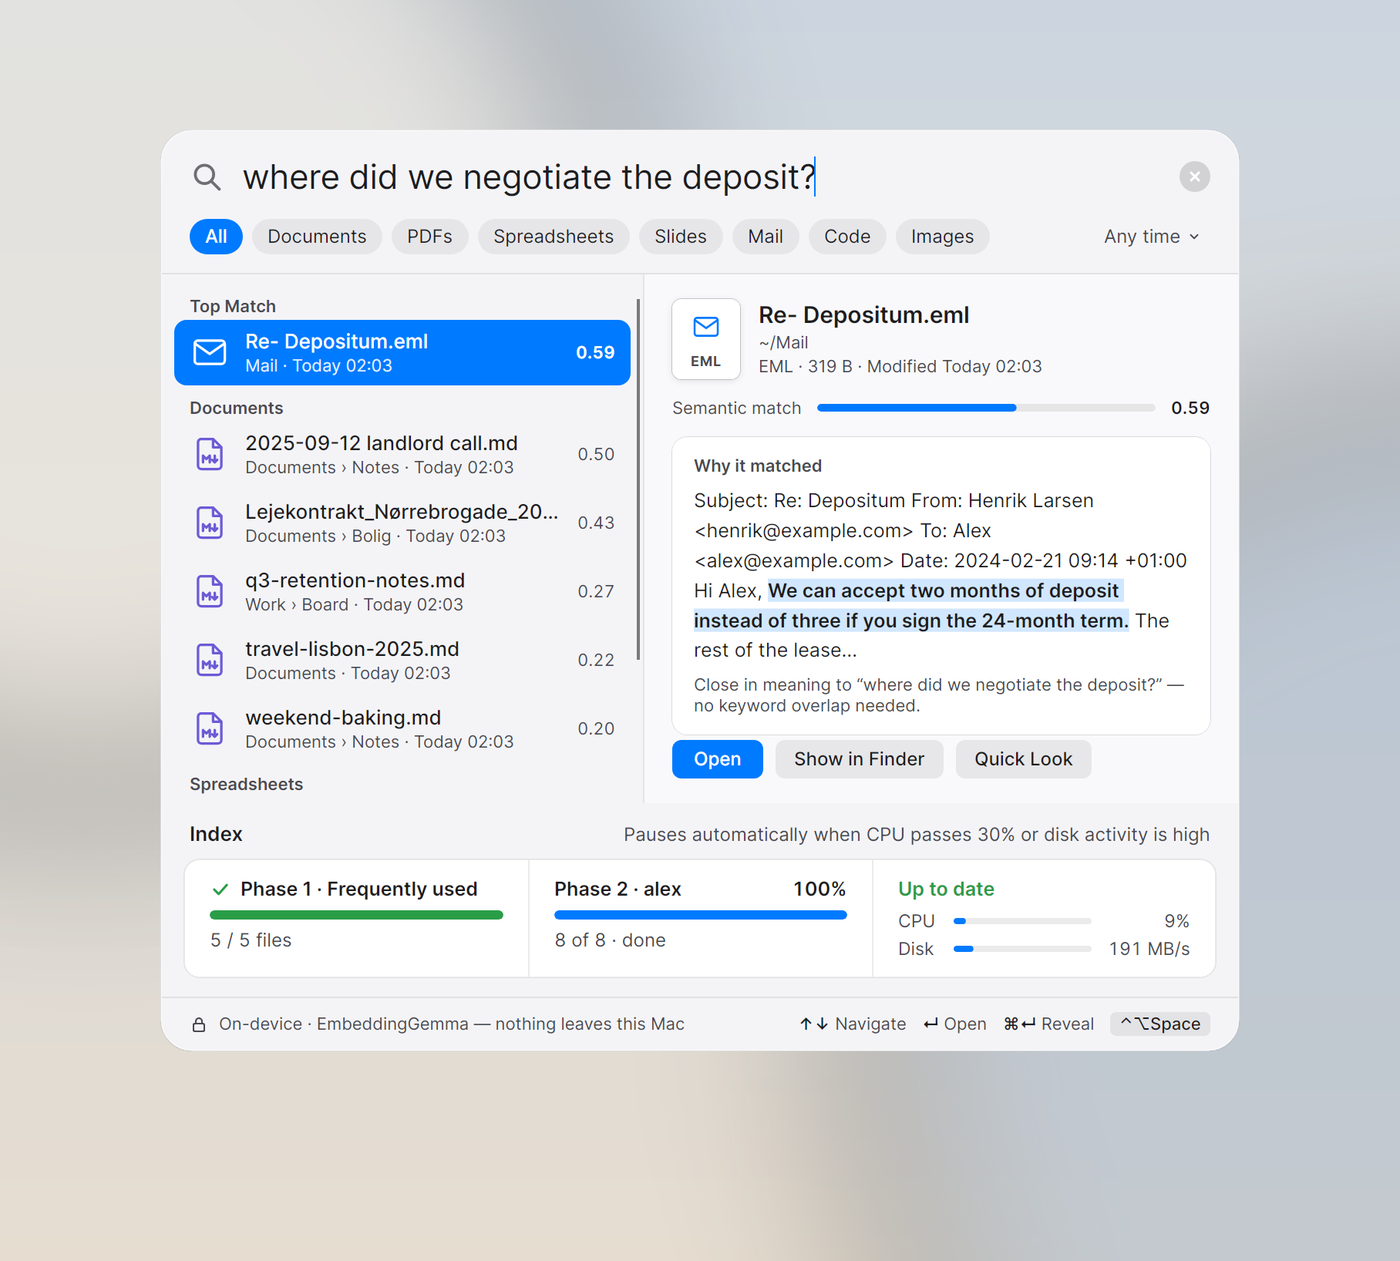 where did we negotiate the deposit?
All
Documents
PDFs
Spreadsheets
Slides
Mail
Code
Images
Any time
Top Match
Re- Depositum.eml
Mail · Today 02:03
0.59
Documents
2025-09-12 landlord call.md
Documents › Notes · Today 02:03
0.50
Lejekontrakt_Nørrebrogade_20...
Documents › Bolig · Today 02:03
0.43
q3-retention-notes.md
Work › Board · Today 02:03
0.27
travel-lisbon-2025.md
Documents · Today 02:03
0.22
weekend-baking.md
Documents › Notes · Today 02:03
0.20
Spreadsheets
EML
Re- Depositum.eml
~/Mail
EML · 319 B · Modified Today 02:03
Semantic match
0.59
Why it matched
Subject: Re: Depositum From: Henrik Larsen
<henrik@example.com> To: Alex
<alex@example.com> Date: 2024-02-21 09:14 +01:00
Hi Alex, We can accept two months of deposit
instead of three if you sign the 24-month term. The
rest of the lease...
Close in meaning to “where did we negotiate the deposit?” —
no keyword overlap needed.
Open
Show in Finder
Quick Look
Index
Pauses automatically when CPU passes 30% or disk activity is high
Phase 1 · Frequently used
5 / 5 files
Phase 2 · alex
100%
8 of 8 · done
Up to date
CPU
9%
Disk
191 MB/s
On-device · EmbeddingGemma — nothing leaves this Mac
↑↓ Navigate
↵ Open
⌘↵ Reveal
⌃⌥Space